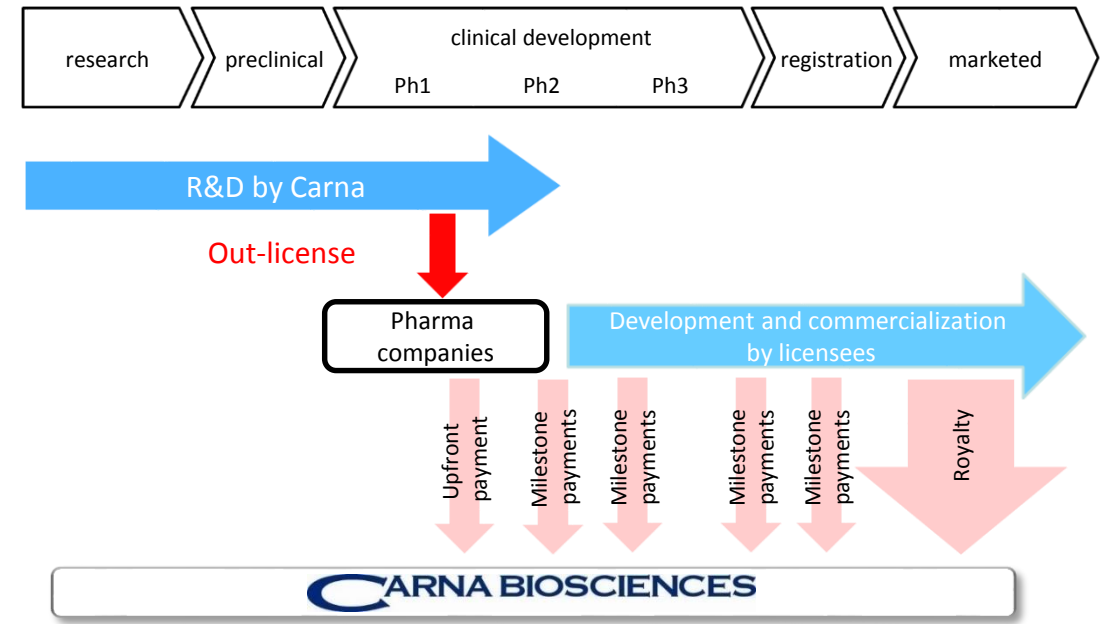 research
preclinical
clinical development
Ph1
Ph2
Ph3
registration
marketed
R&D by Carna
Out-license
Pharma
companies
Development and commercialization
by licensees
Upfront
payment
Milestone
payments
Milestone
payments
Milestone
payments
Milestone
payments
Royalty
CARNA BIOSCIENCES